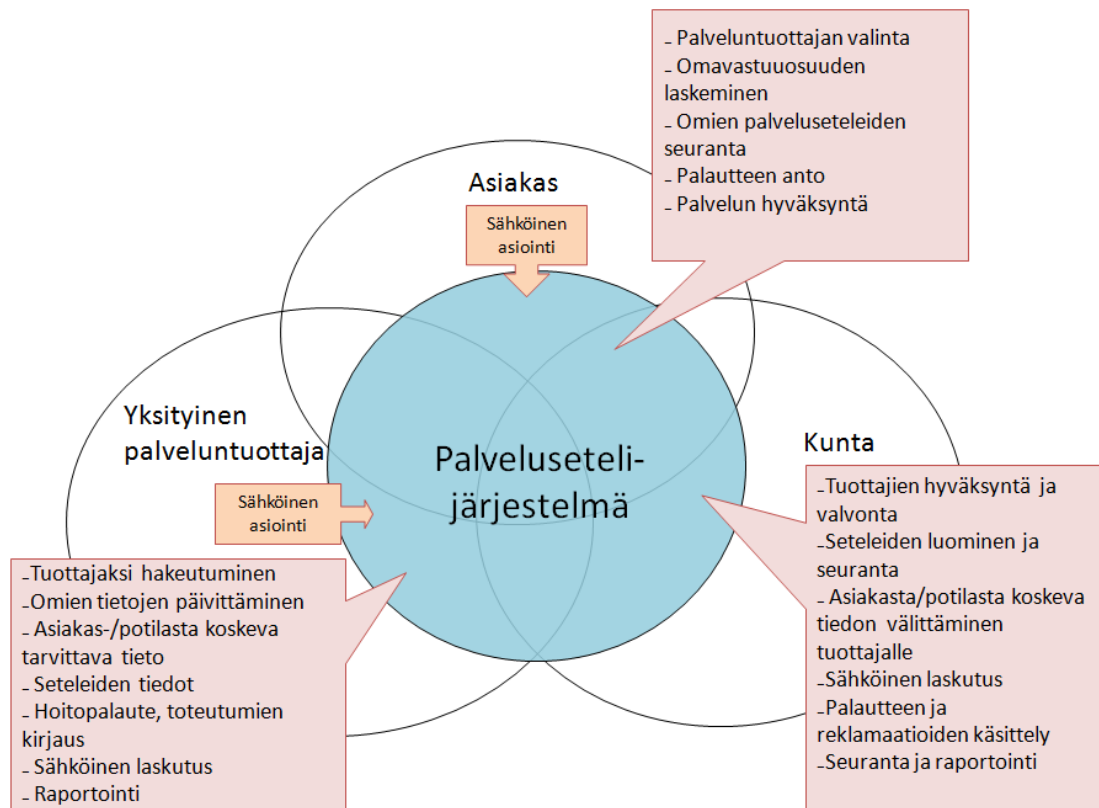 - Palveluntuottajan valinta
- Omavastuuosuuden
laskeminen
- Omien palveluseteleiden
seuranta
- Palautteen anto
- Palvelun hyväksyntä
Asiakas
Sähköinen
asiointi
Yksityinen
palveluntuottaja
Sähköinen
asiointi
Palveluseteli-
järjestelmä
Kunta
-Tuottajaksi hakeutuminen
-Omien tietojen päivittäminen
- Asiakas-/potilasta koskeva
tarvittava tieto
- Seteleiden tiedot
- Hoitopalaute, toteutumien
kirjaus
- Sähköinen laskutus
- Raportointi
-Tuottajien hyväksyntä ja
valvonta
-Seteleiden luominen ja
seuranta
- Asiakasta/potilasta koskeva
tiedon välittäminen
tuottajalle
-Sähköinen laskutus
-Palautteen ja
reklamaatioiden käsittely
-Seuranta ja raportointi